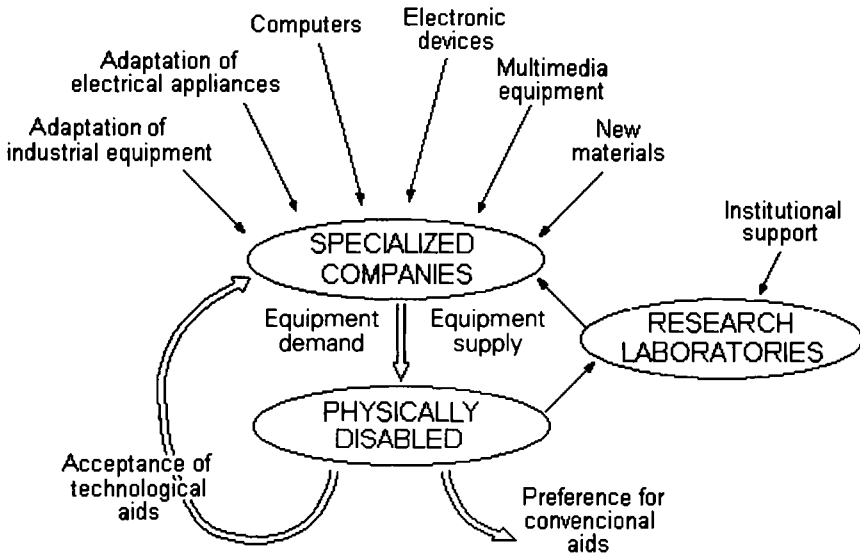 Computers
Electronic
devices
Adaptation of
electrical appliances
Multimedia
equipment
Adaptation of
industrial equipment
New
materials
Institutional
support
SPECIALIZED
COMPANIES
Equipment
demand
Equipment
supply
RESEARCH
LABORATORIES
PHYSICALLY
DISABLED
Acceptance of
technological
aids
Preference for
convencional
aids